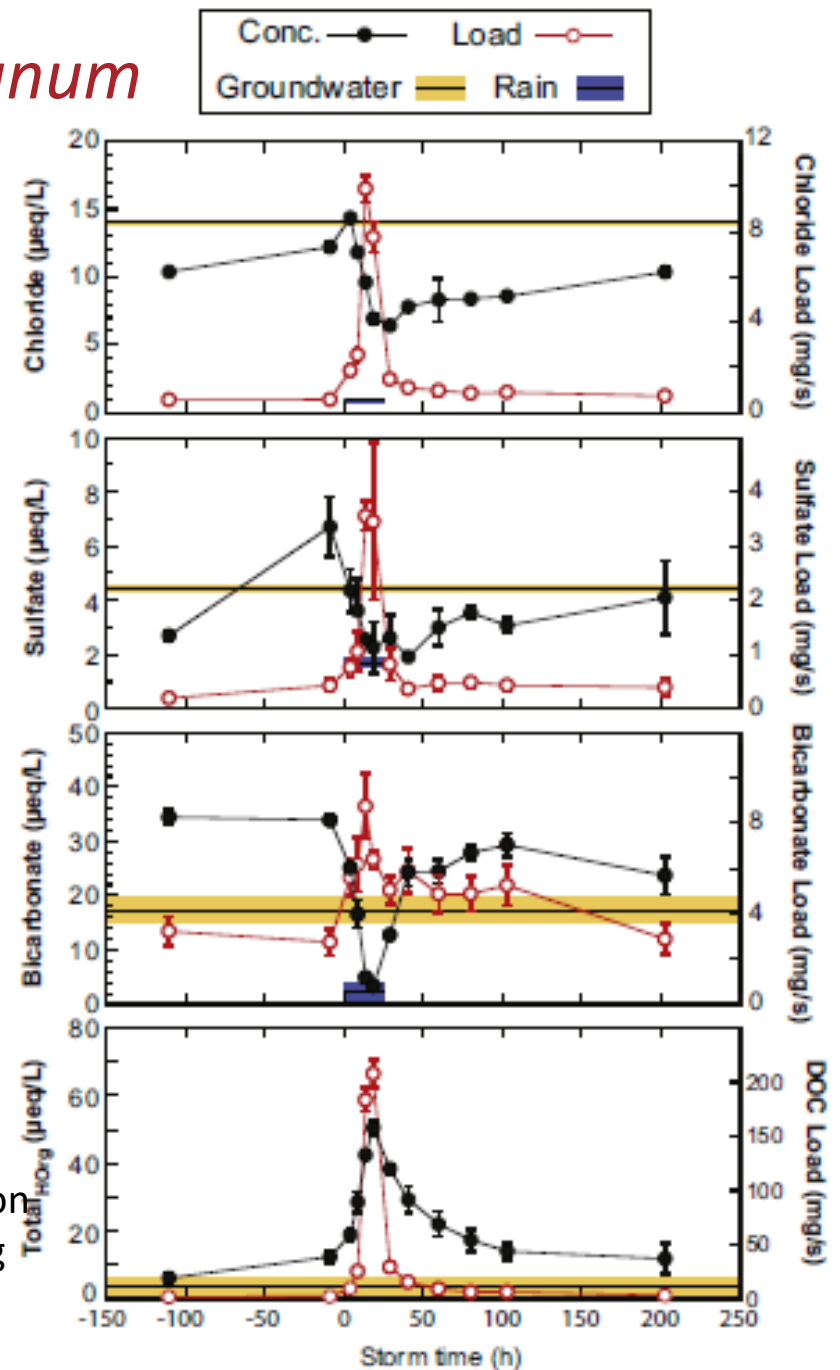 unum
Conc. Load
Groundwater Rain
Chloride (µeq/L)
20
15
10
5
0
12
8
4
0
Chloride Load (mg/s)
Sulfate (µeq/L)
10
8
6
4
2
0
4
3
2
1
0
Sulfate Load (mg/s)
Bicarbonate (µeq/L)
50
40
30
20
10
0
8
4
0
Bicarbonate Load (mg/s)
Total HOrg (µeq/L)
80
60
40
20
0
200
150
100
50
0
DOC Load (mg/s)
on
g
-150 -100 -50 0 50 100 150 200 250
Storm time (h)